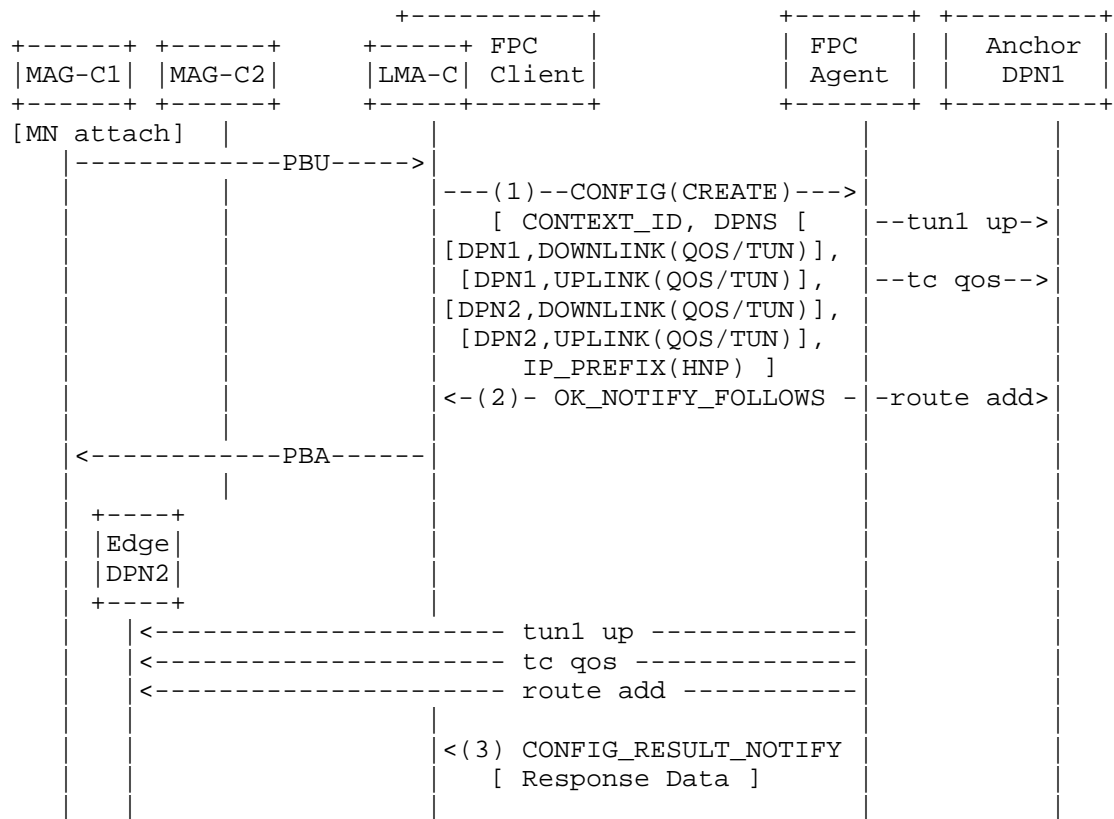 +-----------+            +-------+ +---------+
+------+ +------+     +-----+ FPC   |            | FPC   | |  Anchor |
|MAG-C1| |MAG-C2|     |LMA-C| Client|            | Agent | |   DPN1  |
+------+ +------+     +-----+-------+            +-------+ +---------+
[MN attach]  |            |                          |           |
   |-------------PBU----->|                          |           |
   |         |            |---(1)--CONFIG(CREATE)--->|           |
   |         |            |   [ CONTEXT_ID, DPNS [   |--tun1 up->|
   |         |            |[DPN1,DOWNLINK(QOS/TUN)], |           |
   |         |            | [DPN1,UPLINK(QOS/TUN)],  |--tc qos-->|
   |         |            |[DPN2,DOWNLINK(QOS/TUN)], |           |
   |         |            | [DPN2,UPLINK(QOS/TUN)],  |           |
   |         |            |     IP_PREFIX(HNP) ]     |           |
   |         |            |<-(2)- OK_NOTIFY_FOLLOWS -|-route add>|
   |         |            |                          |           |
   |<------------PBA------|                          |           |
   |         |            |                          |           |
   | +----+               |                          |           |
   | |Edge|               |                          |           |
   | |DPN2|               |                          |           |
   | +----+               |                          |           |
   |   |<---------------------- tun1 up -------------|           |
   |   |<---------------------- tc qos --------------|           |
   |   |<---------------------- route add -----------|           |
   |   |                  |                          |           |
   |   |                  |<(3) CONFIG_RESULT_NOTIFY |           |
   |   |                  |   [ Response Data ]      |           |
   |   |                  |                          |           |